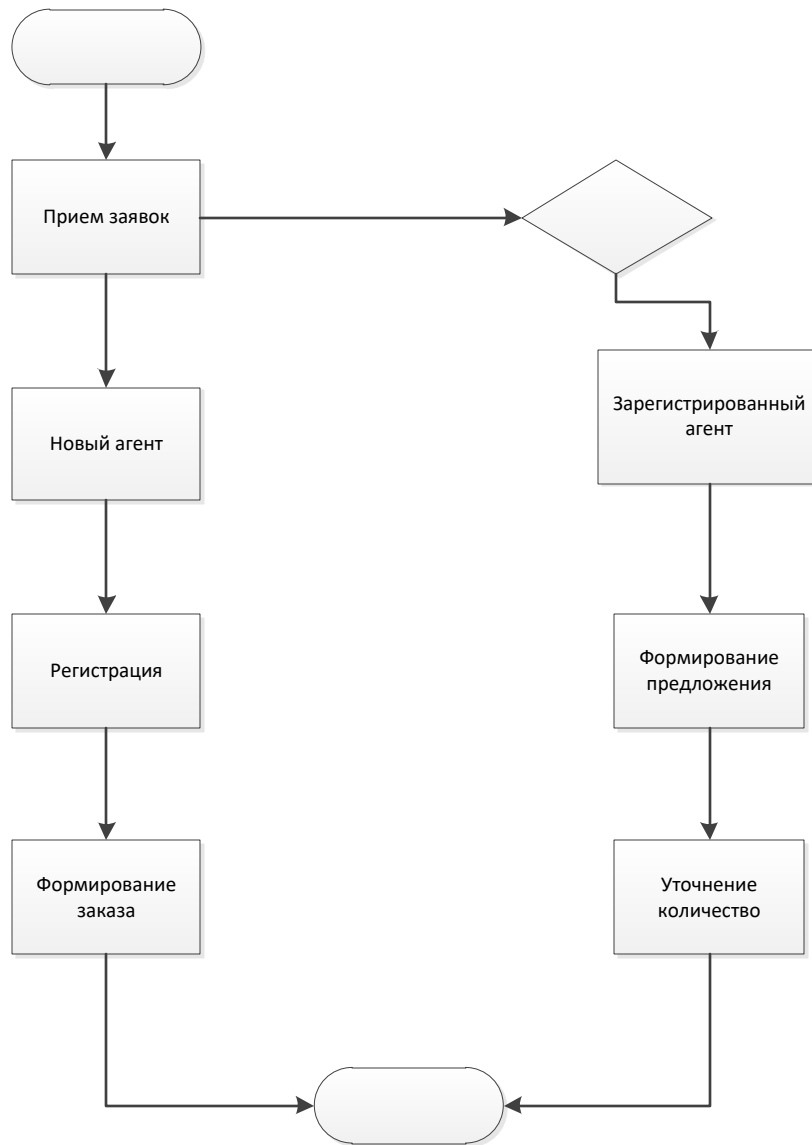 Прием заявок
Новый агент
Зарегистрированный
агент
Регистрация
Формирование
предложения
Формирование
заказа
Уточнение
количество